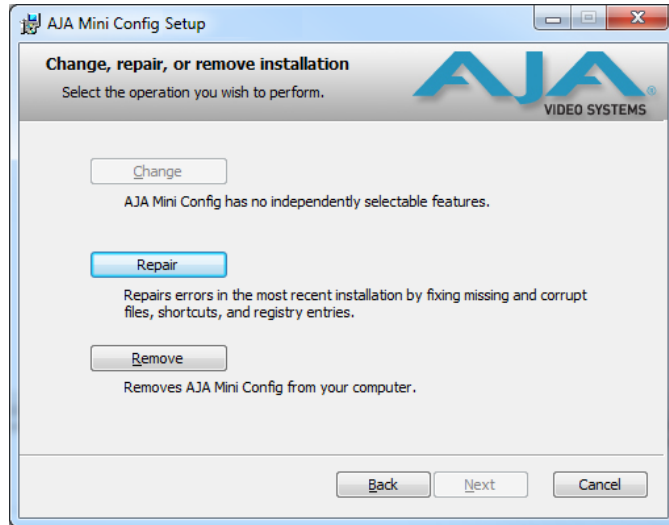 AJA Mini Config Setup
Change, repair, or remove installation
Select the operation you wish to perform.
AJA
VIDEO SYSTEMS
Change
AJA Mini Config has no independently selectable features.
Repair
Repairs errors in the most recent installation by fixing missing and corrupt
files, shortcuts, and registry entries.
Remove
Removes AJA Mini Config from your computer.
Back Next Cancel